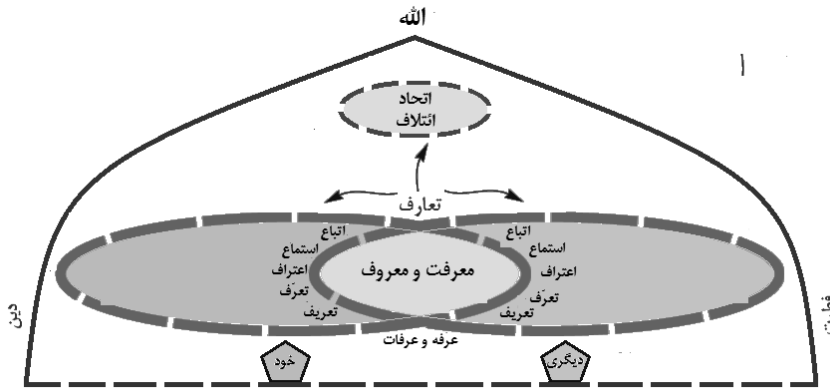 الله
۱
اتحاد
ائتلاف
تعارف
اتباع
استماع
اعتراف
تعرّف
تعریف
معرفت و معروف
اتباع
استماع
اعتراف
تعرّف
تعریف
عرفه و عرفات
دیگری
خود
دین